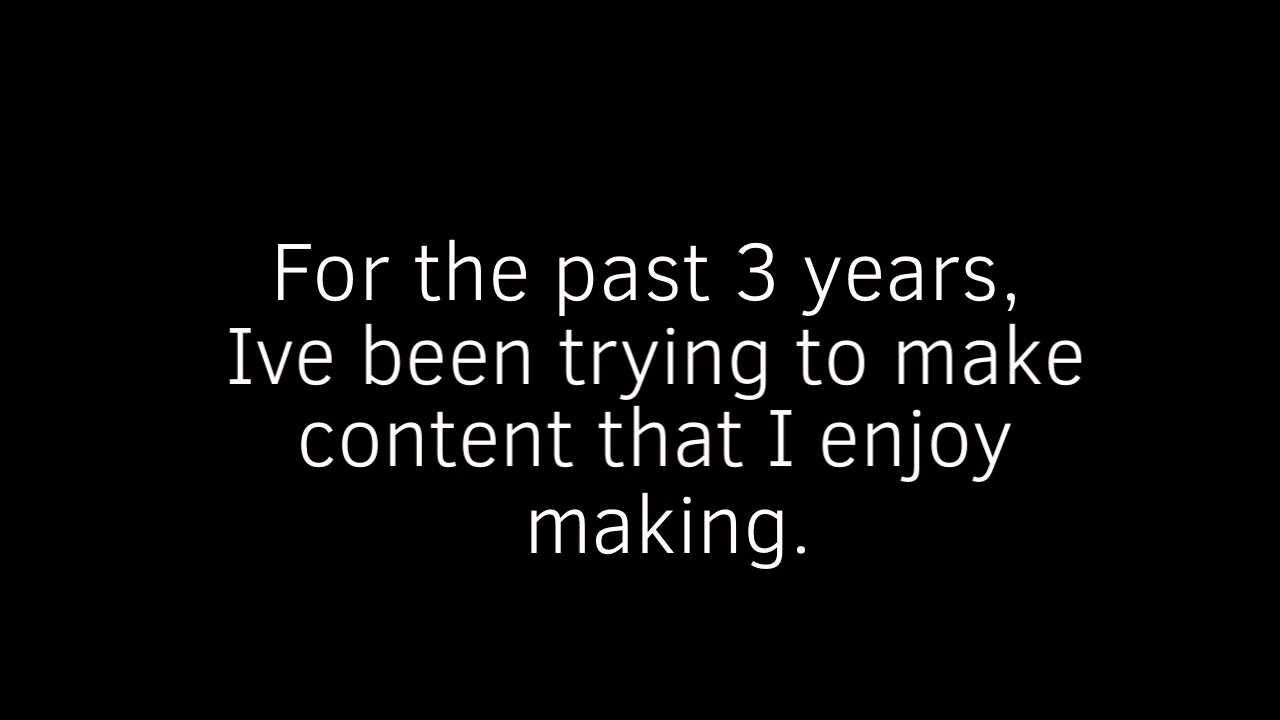 For the past 3 years,
Ive been trying to make
content that I enjoy
making.